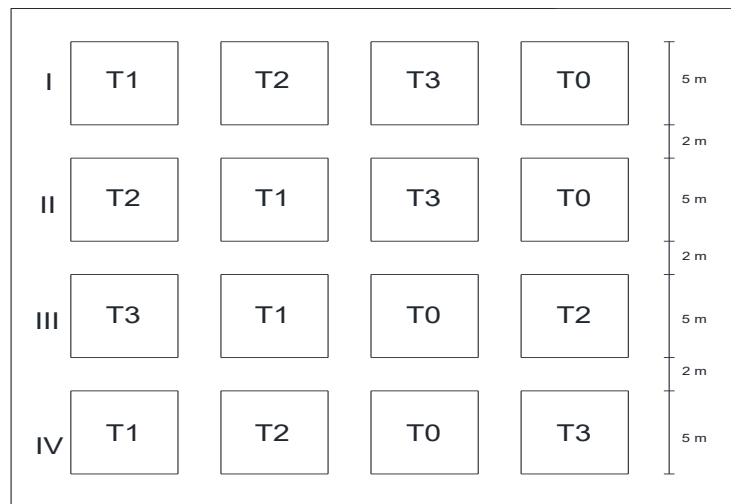 I T1 T2 T3 T0 5 m
2 m
II T2 T1 T3 T0 5 m
2 m
III T3 T1 T0 T2 5 m
2 m
IV T1 T2 T0 T3 5 m